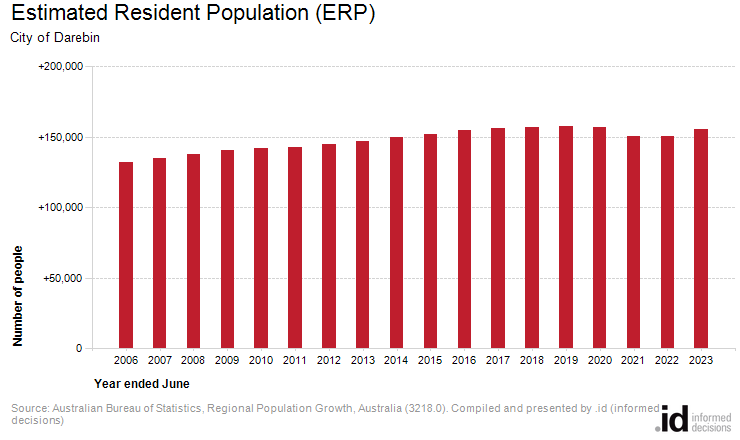 Estimated Resident Population (ERP)
City of Darebin
+200,000
+150,000
+100,000
+50,000
0
Number of people
2006 2007 2008 2009 2010 2011 2012 2013 2014 2015 2016 2017 2018 2019 2020 2021 2022 2023
Year ended June
Source: Australian Bureau of Statistics, Regional Population Growth, Australia (3218.0). Compiled and presented by .id (informed
decisions)
.id informed
decisions